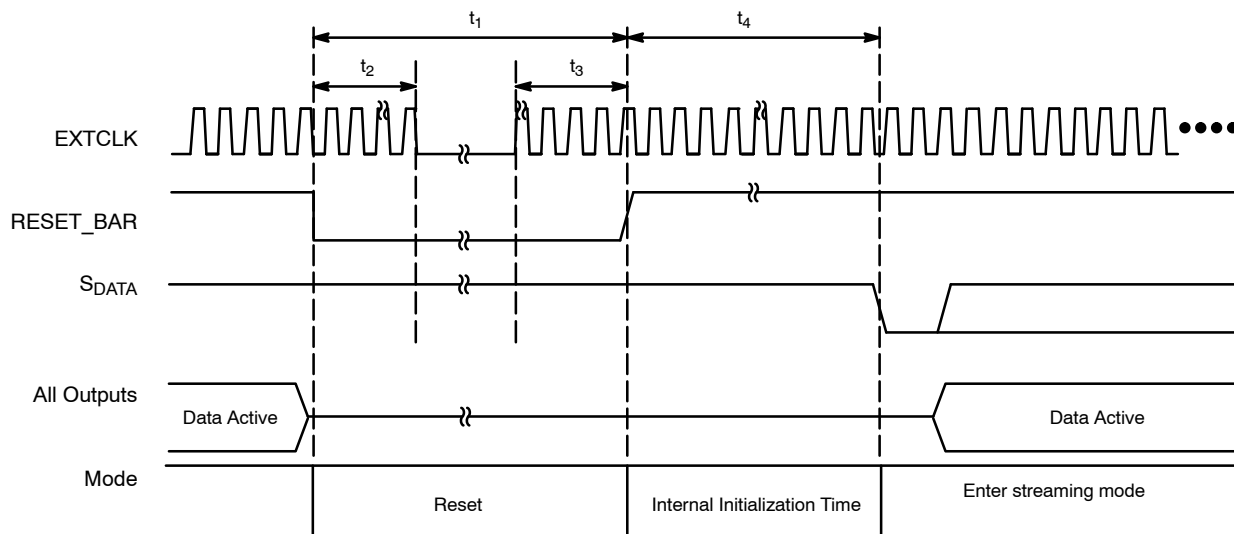 t1
t4
t2
t3
EXTCLK
RESET_BAR
SDATA
All Outputs
Data Active
Data Active
Mode
Reset
Internal Initialization Time
Enter streaming mode